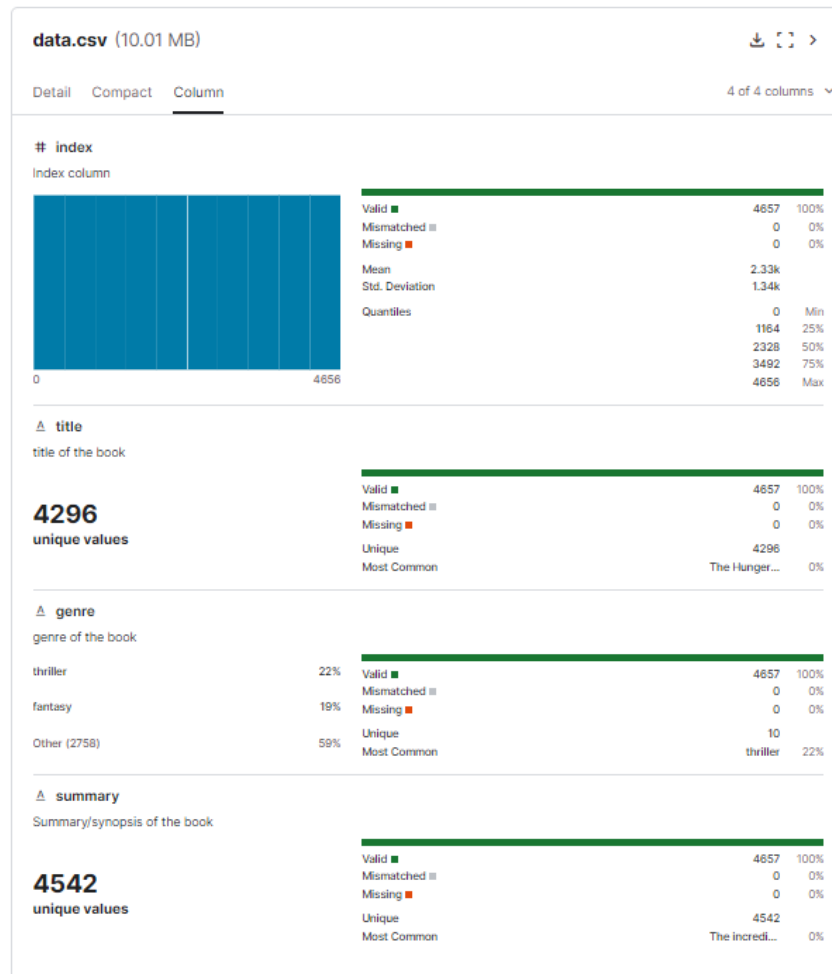 data.csv (10.01 MB)
Detail Compact Column 4 of 4 columns
# index
Index column
0 4656
Valid 4657 100%
Mismatched 0 0%
Missing 0 0%
Mean 2.33k
Std. Deviation 1.34k
Quantiles 0 Min
1164 25%
2328 50%
3492 75%
4656 Max
A title
title of the book
4296
unique values
Valid 4657 100%
Mismatched 0 0%
Missing 0 0%
Unique 4296
Most Common The Hunger... 0%
A genre
genre of the book
thriller 22%
fantasy 19%
Other (2758) 59%
Valid 4657 100%
Mismatched 0 0%
Missing 0 0%
Unique 10
Most Common thriller 22%
A summary
Summary/synopsis of the book
4542
unique values
Valid 4657 100%
Mismatched 0 0%
Missing 0 0%
Unique 4542
Most Common The incredi... 0%